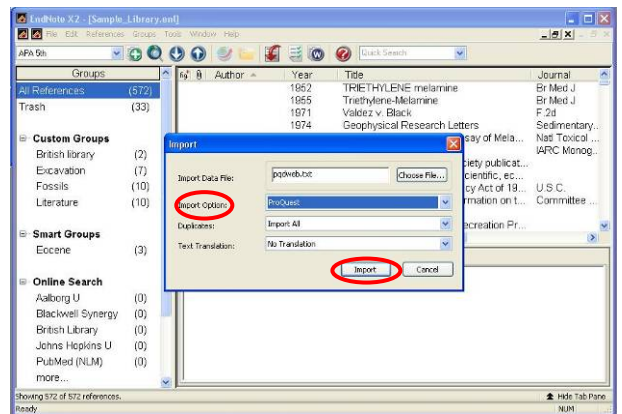 EndNote X2 - [Sample_Library.enl]
File Edit References Groups Tools Window Help
APA 5th Quick Search
Groups Author Year Title Journal
All References (572) 1952 TRIETHYLENE melamine Br Med J
Trash (33) 1955 Triethylene-Melamine Br Med J
1971 Valdez v. Black F.2d
1974 Geophysical Research Letters Sedimentary...
Custom Groups say of Mela... Natl Toxicol ...
British library (2) IARC Monog...
Excavation (7) ciety publicat...
Fossils (10) cientific, ec...
Literature (10) cy Act of 19... U.S.C.
rmation on t... Committee ...
ecreation Pr...
Import
Import Data File: pqdweb.txt Choose File...
Import Option: ProQuest
Duplicates: Import All
Text Translation: No Translation
Import Cancel
Smart Groups
Eocene (3)
Online Search
Aalborg U (0)
Blackwell Synergy (0)
British Library (0)
Johns Hopkins U (0)
PubMed (NLM) (0)
more...
Showing 572 of 572 references. Hide Tab Pane
Ready NUM